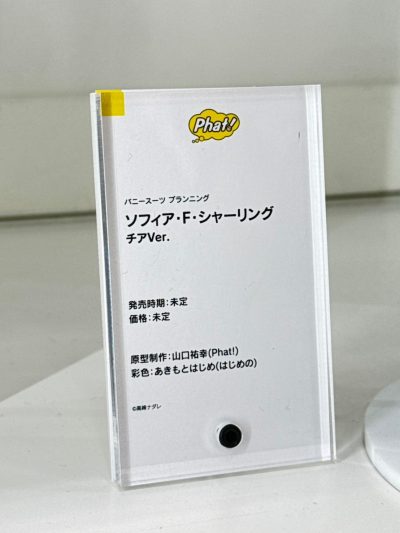 Phat!
バニースーツ プランニング
ソフィア・F・シャーリング
チアVer.
発売時期：未定
価格：未定
原型制作：山口祐幸(Phat!)
彩色：あきもとはじめ(はじめの)
©高峰ナダレ